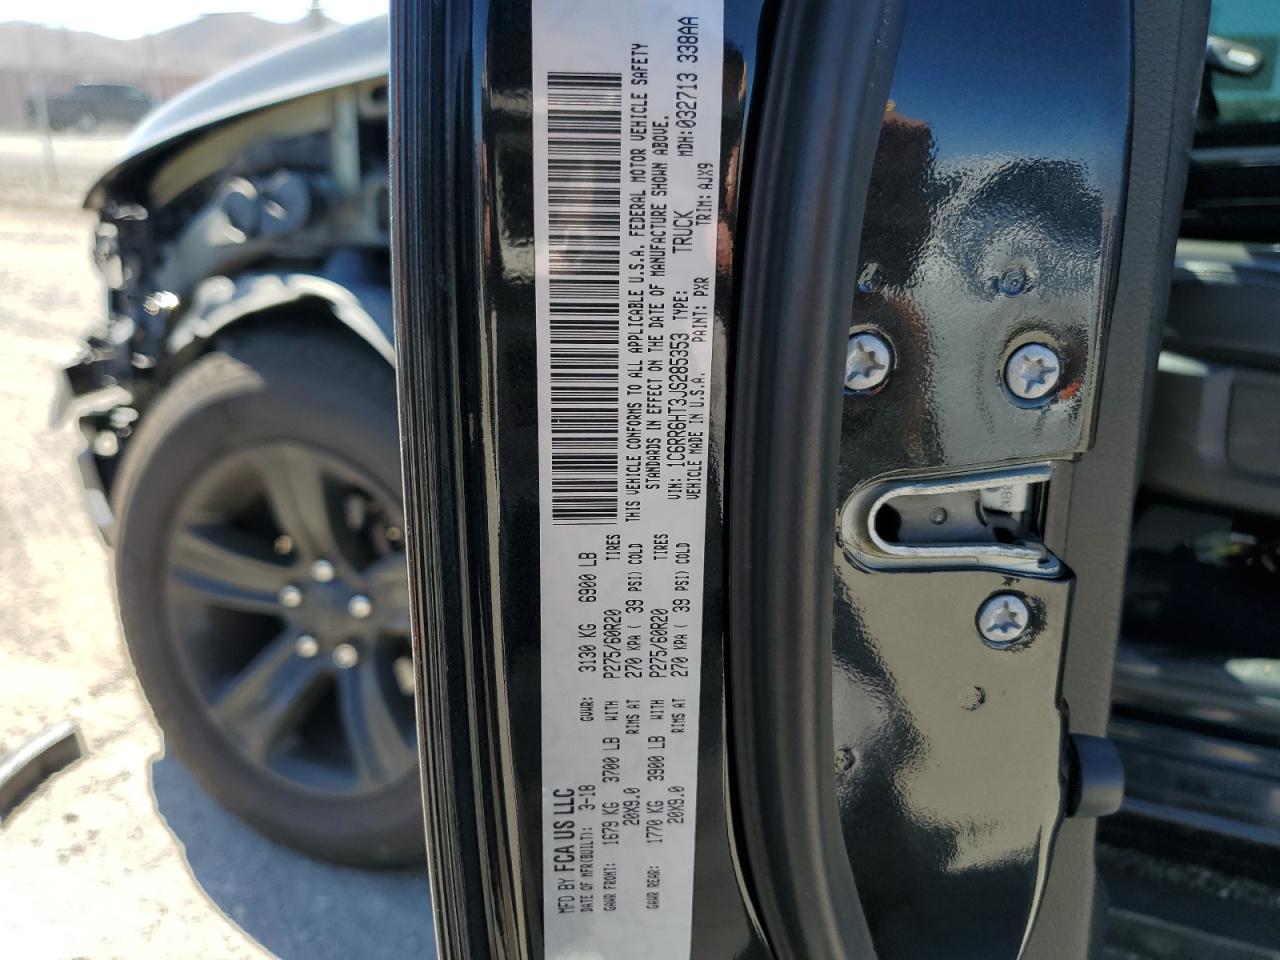 MFD BY FCA US LLC
DATE OF MFR(BUILT): 3-18 GVWR: 3130 KG 6900 LB
GAWR FRONT: 1679 KG 3700 LB WITH P275/60R20 TIRES
20X9.0 RIMS AT 270 KPA ( 39 PSI) COLD
GAWR REAR: 1770 KG 3900 LB WITH P275/60R20 TIRES
20X9.0 RIMS AT 270 KPA ( 39 PSI) COLD
THIS VEHICLE CONFORMS TO ALL APPLICABLE U.S.A. FEDERAL MOTOR VEHICLE SAFETY
STANDARDS IN EFFECT ON THE DATE OF MANUFACTURE SHOWN ABOVE.
VIN: 1C6RR6HT3JS285353 TYPE: TRUCK MDH:032713 338AA
VEHICLE MADE IN U.S.A. PAINT: PXR TRIM: AJX9